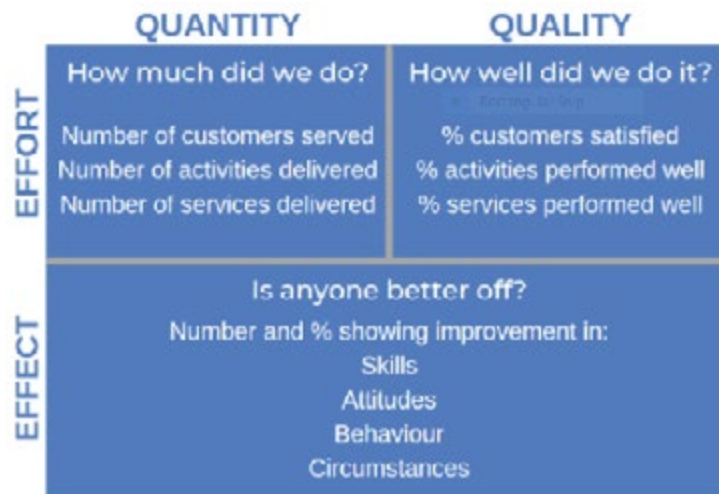 QUANTITY
QUALITY
EFFORT
How much did we do?
Number of customers served
Number of activities delivered
Number of services delivered
How well did we do it?
% customers satisfied
% activities performed well
% services performed well
EFFECT
Is anyone better off?
Number and % showing improvement in:
Skills
Attitudes
Behaviour
Circumstances